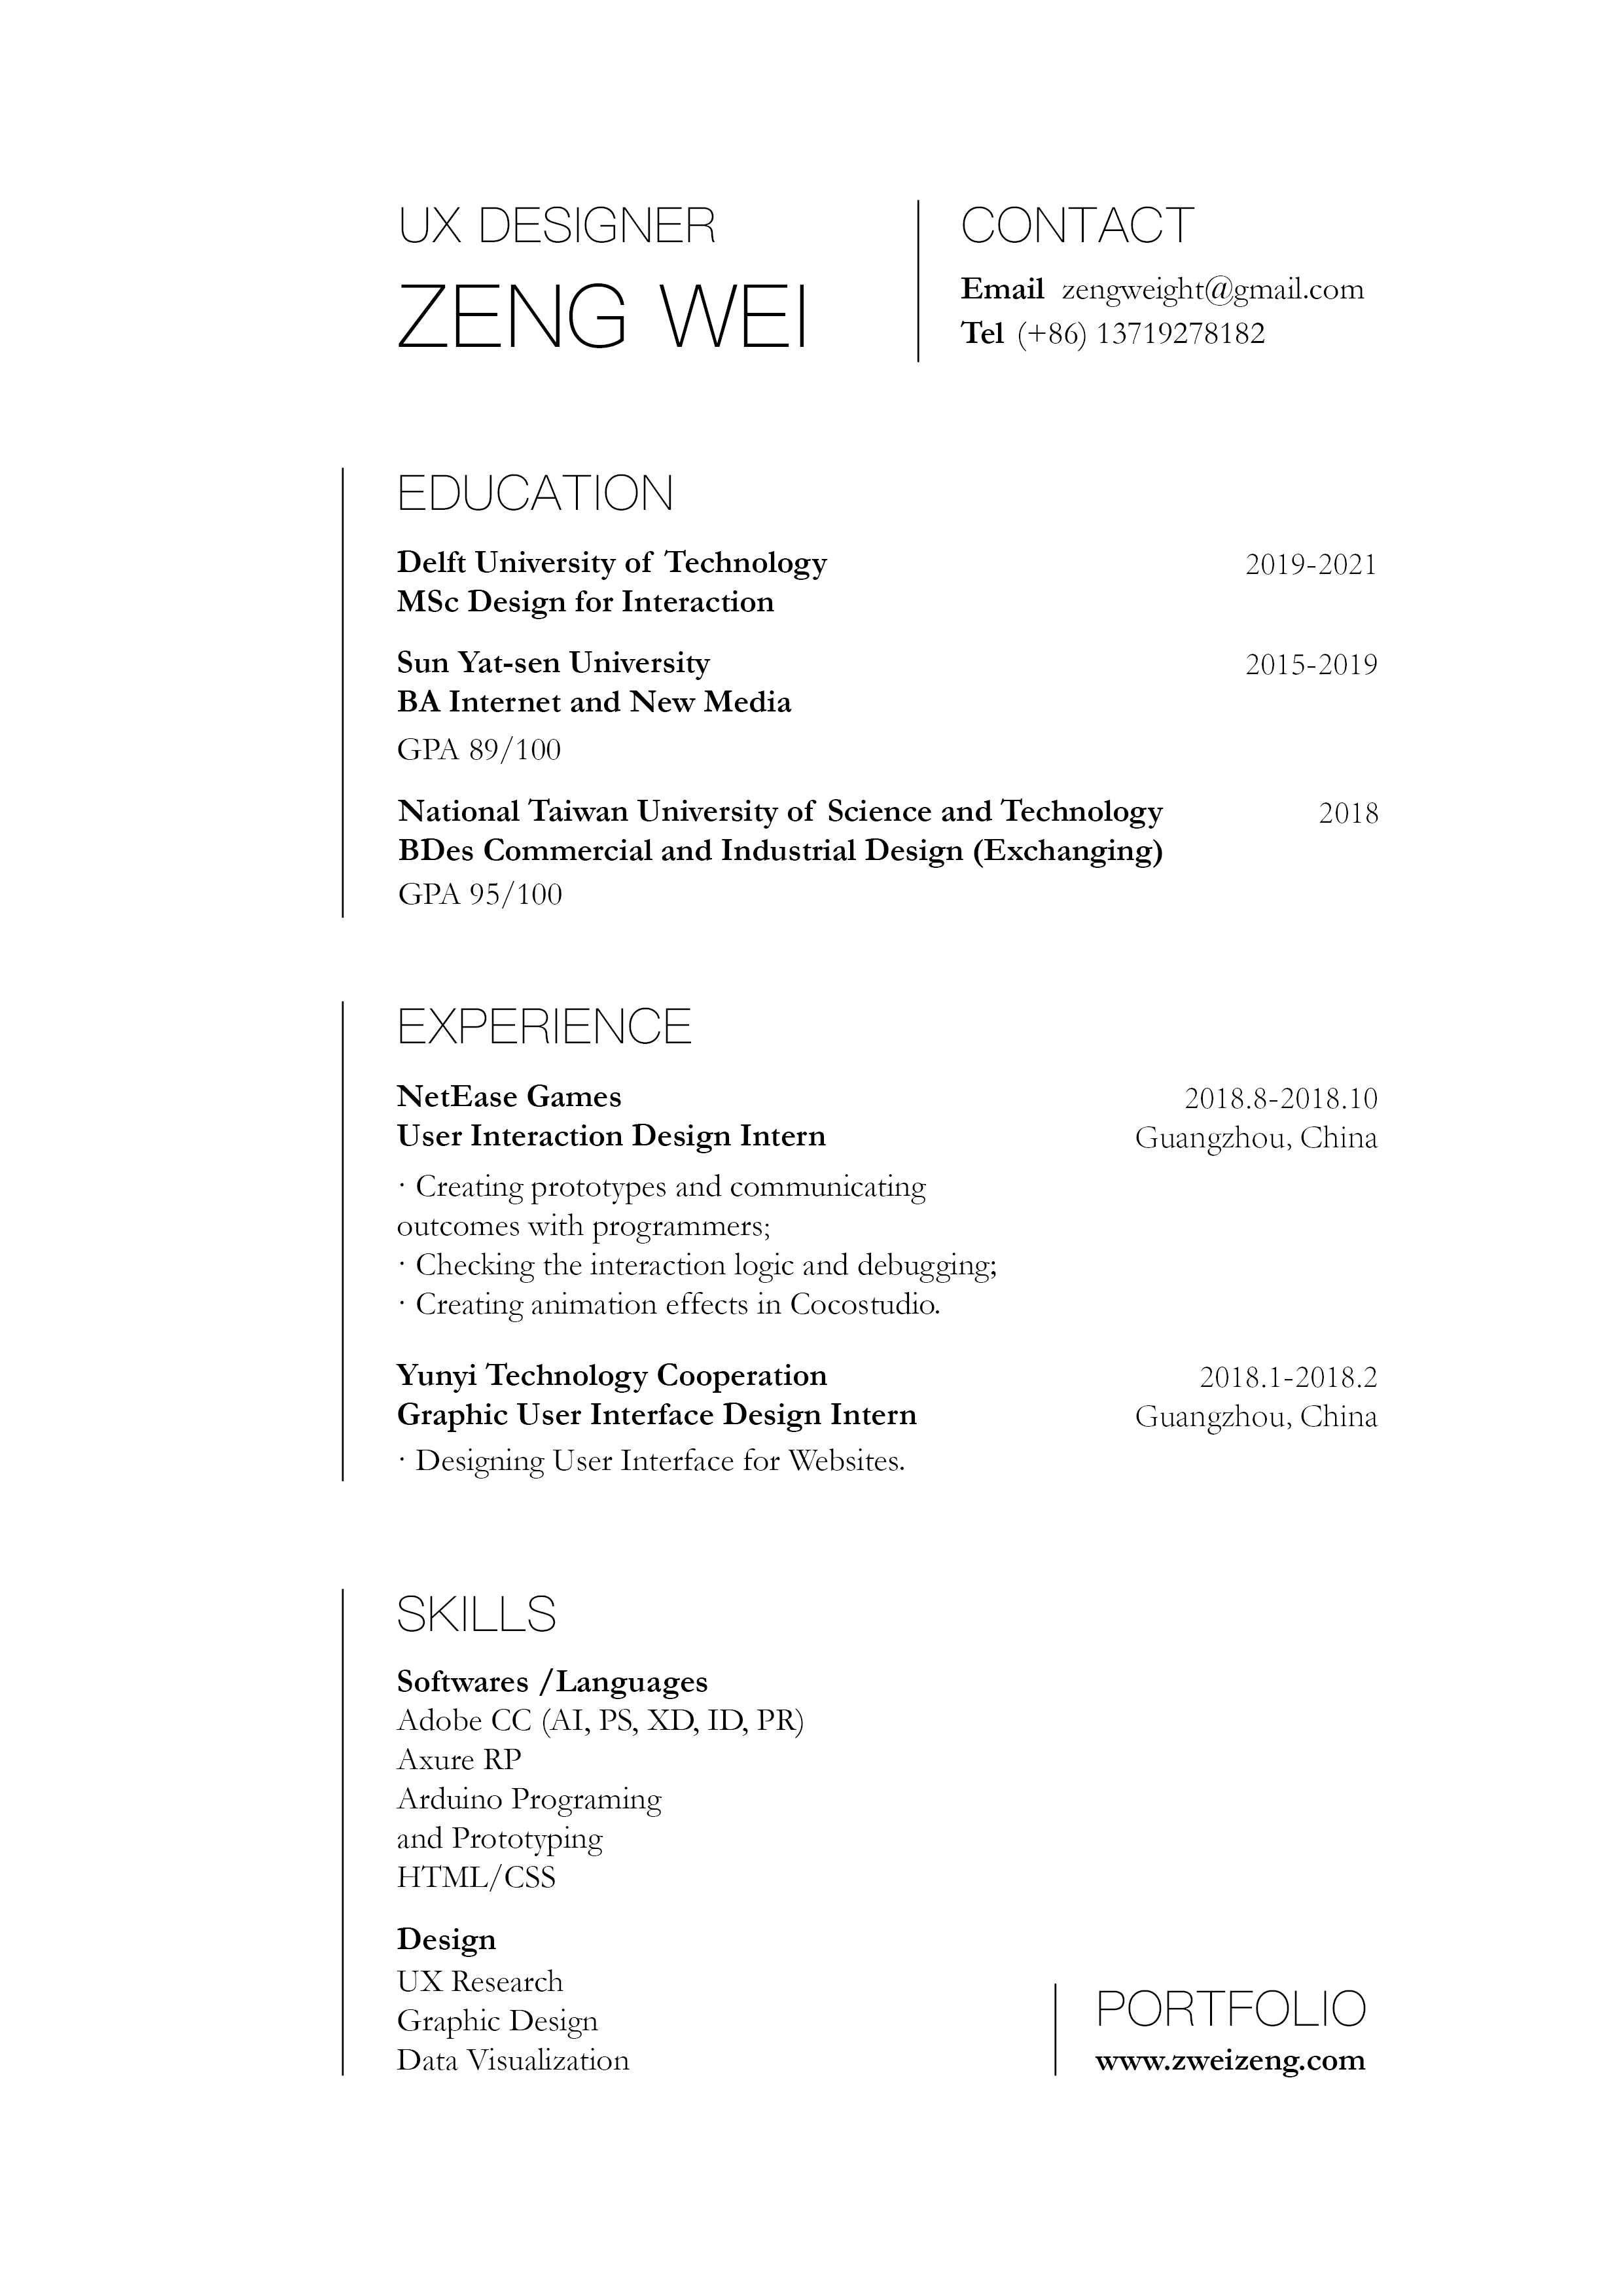 UX DESIGNER
ZENG WEI
CONTACT
Email zengweight@gmail.com
Tel (+86) 13719278182
EDUCATION
Delft University of Technology
2019-2021
MSc Design for Interaction
Sun Yat-sen University
2015-2019
BA Internet and New Media
GPA 89/100
National Taiwan University of Science and Technology
2018
BDes Commercial and Industrial Design (Exchanging)
GPA 95/100
EXPERIENCE
NetEase Games
2018.8-2018.10
User Interaction Design Intern
Guangzhou, China
· Creating prototypes and communicating
outcomes with programmers;
· Checking the interaction logic and debugging;
· Creating animation effects in Cocostudio.
Yunyi Technology Cooperation
2018.1-2018.2
Graphic User Interface Design Intern
Guangzhou, China
· Designing User Interface for Websites.
SKILLS
Softwares /Languages
Adobe CC (AI, PS, XD, ID, PR)
Axure RP
Arduino Programing
and Prototyping
HTML/CSS
Design
UX Research
Graphic Design
Data Visualization
PORTFOLIO
www.zweizeng.com